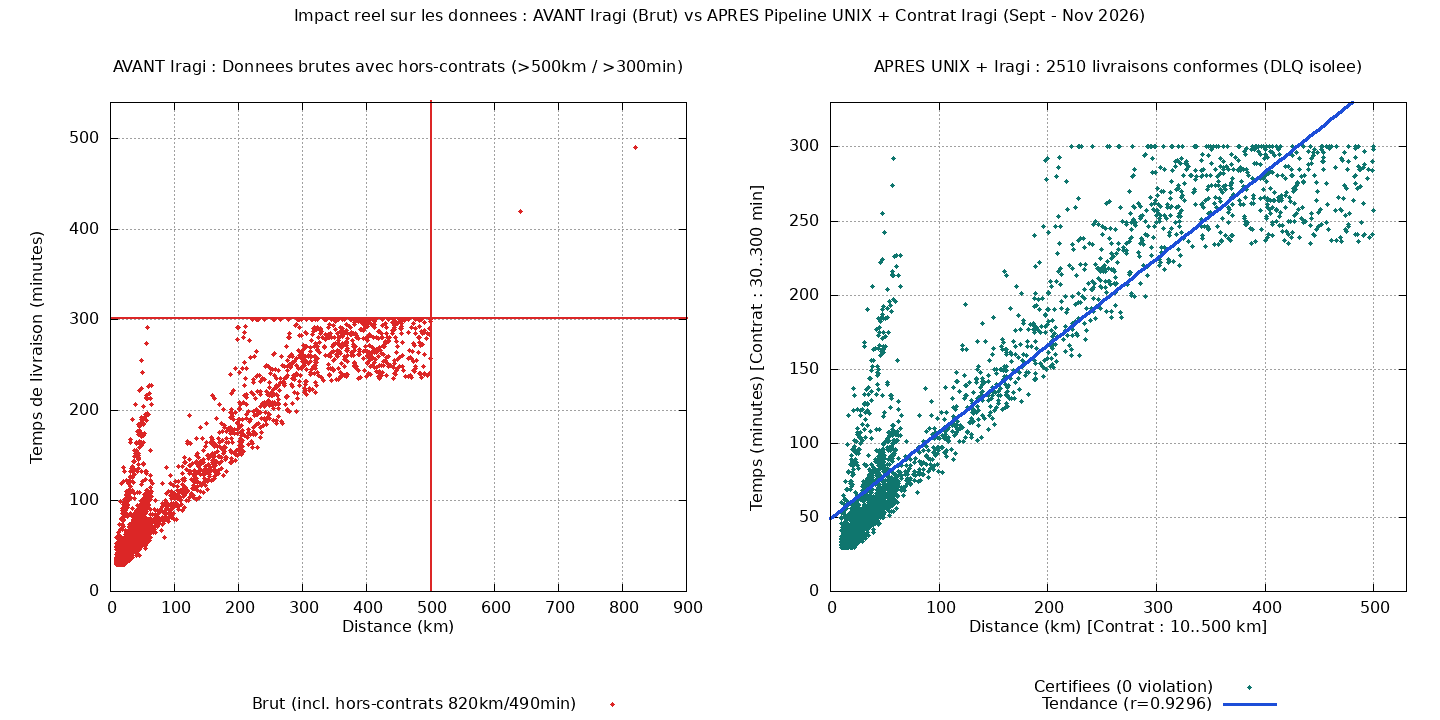 Impact reel sur les donnees : AVANT Iragi (Brut) vs APRES Pipeline UNIX + Contrat Iragi (Sept - Nov 2026)
AVANT Iragi : Donnees brutes avec hors-contrats (>500km / >300min)
Temps de livraison (minutes)
500
400
300
200
100
0
0 100 200 300 400 500 600 700 800 900
Distance (km)
Brut (incl. hors-contrats 820km/490min)
APRES UNIX + Iragi : 2510 livraisons conformes (DLQ isolee)
Temps (minutes) [Contrat : 30..300 min]
300
250
200
150
100
50
0
0 100 200 300 400 500
Distance (km) [Contrat : 10..500 km]
Certifiees (0 violation)
Tendance (r=0.9296)